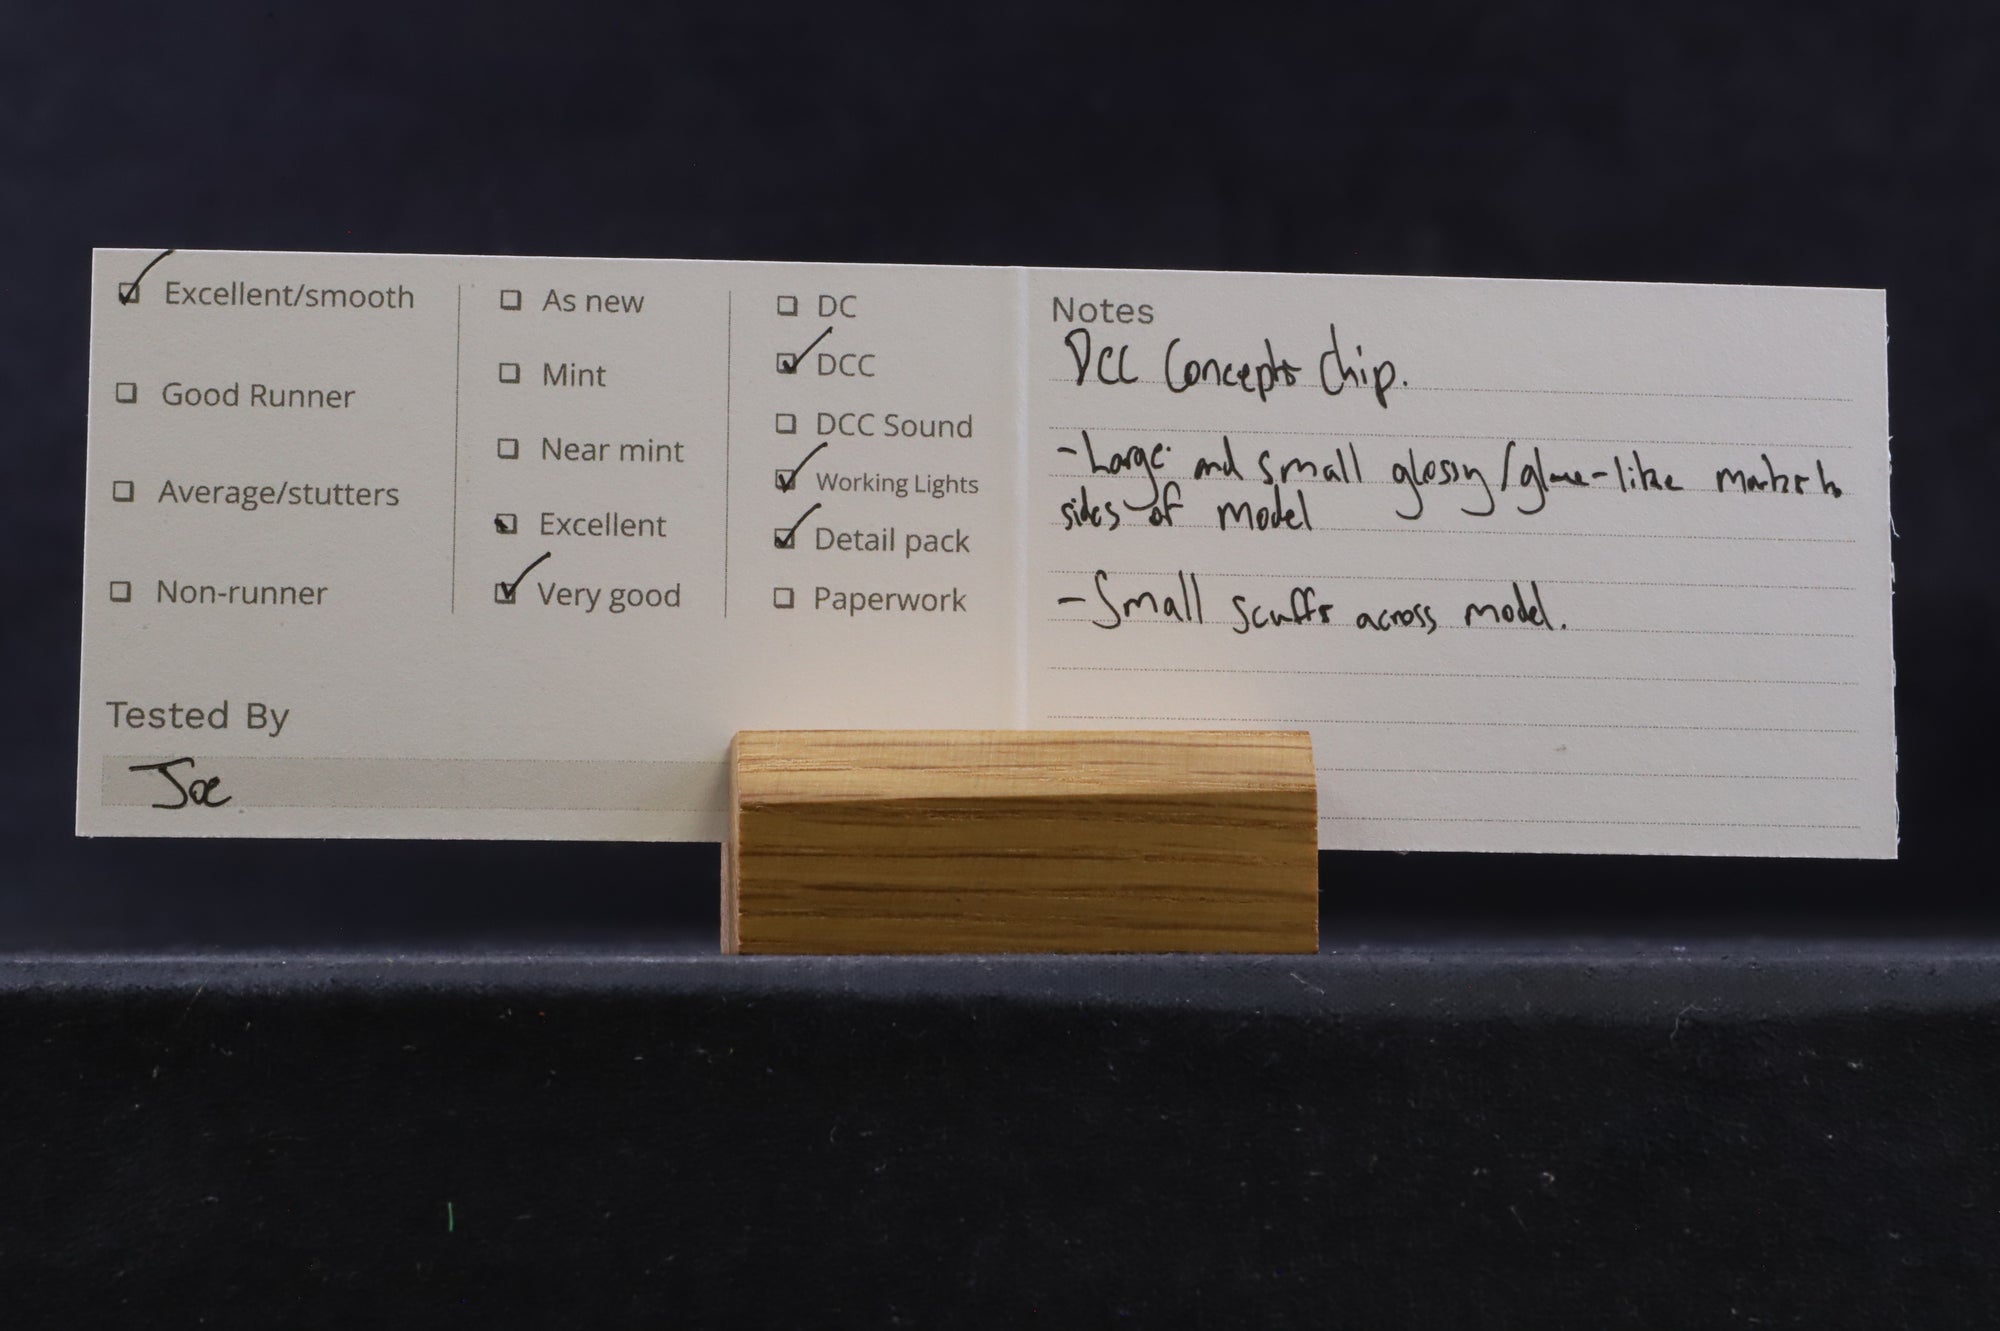 Excellent/smooth
Good Runner
Average/stutters
Non-runner
As new
Mint
Near mint
Excellent
Very good
DC
DCC
DCC Sound
Working Lights
Detail pack
Paperwork
Tested By
Joe
Notes
DCC Concepts Chip.
- Large and small glossy/glue-like marks to
sides of model
- Small scuffs across model.